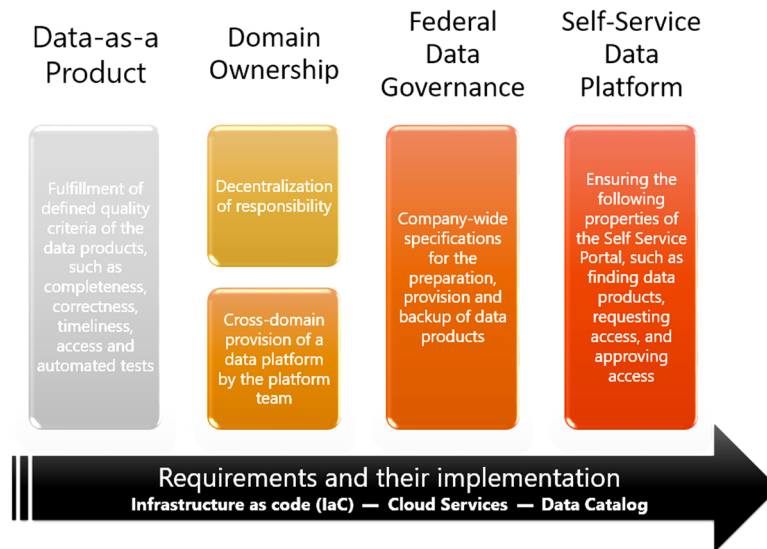 Data-as-a
Product
Domain
Ownership
Federal
Data
Governance
Self-Service
Data
Platform
Fulfillment of
defined quality
criteria of the
data products,
such as
completeness,
correctness,
timeliness,
access and
automated tests
Decentralization
of responsibility
Cross-domain
provision of a
data platform
by the platform
team
Company-wide
specifications
for the
preparation,
provision and
backup of data
products
Ensuring the
following
properties of
the Self Service
Portal, such as
finding data
products,
requesting
access, and
approving
access
Requirements and their implementation
Infrastructure as code (IaC) — Cloud Services — Data Catalog